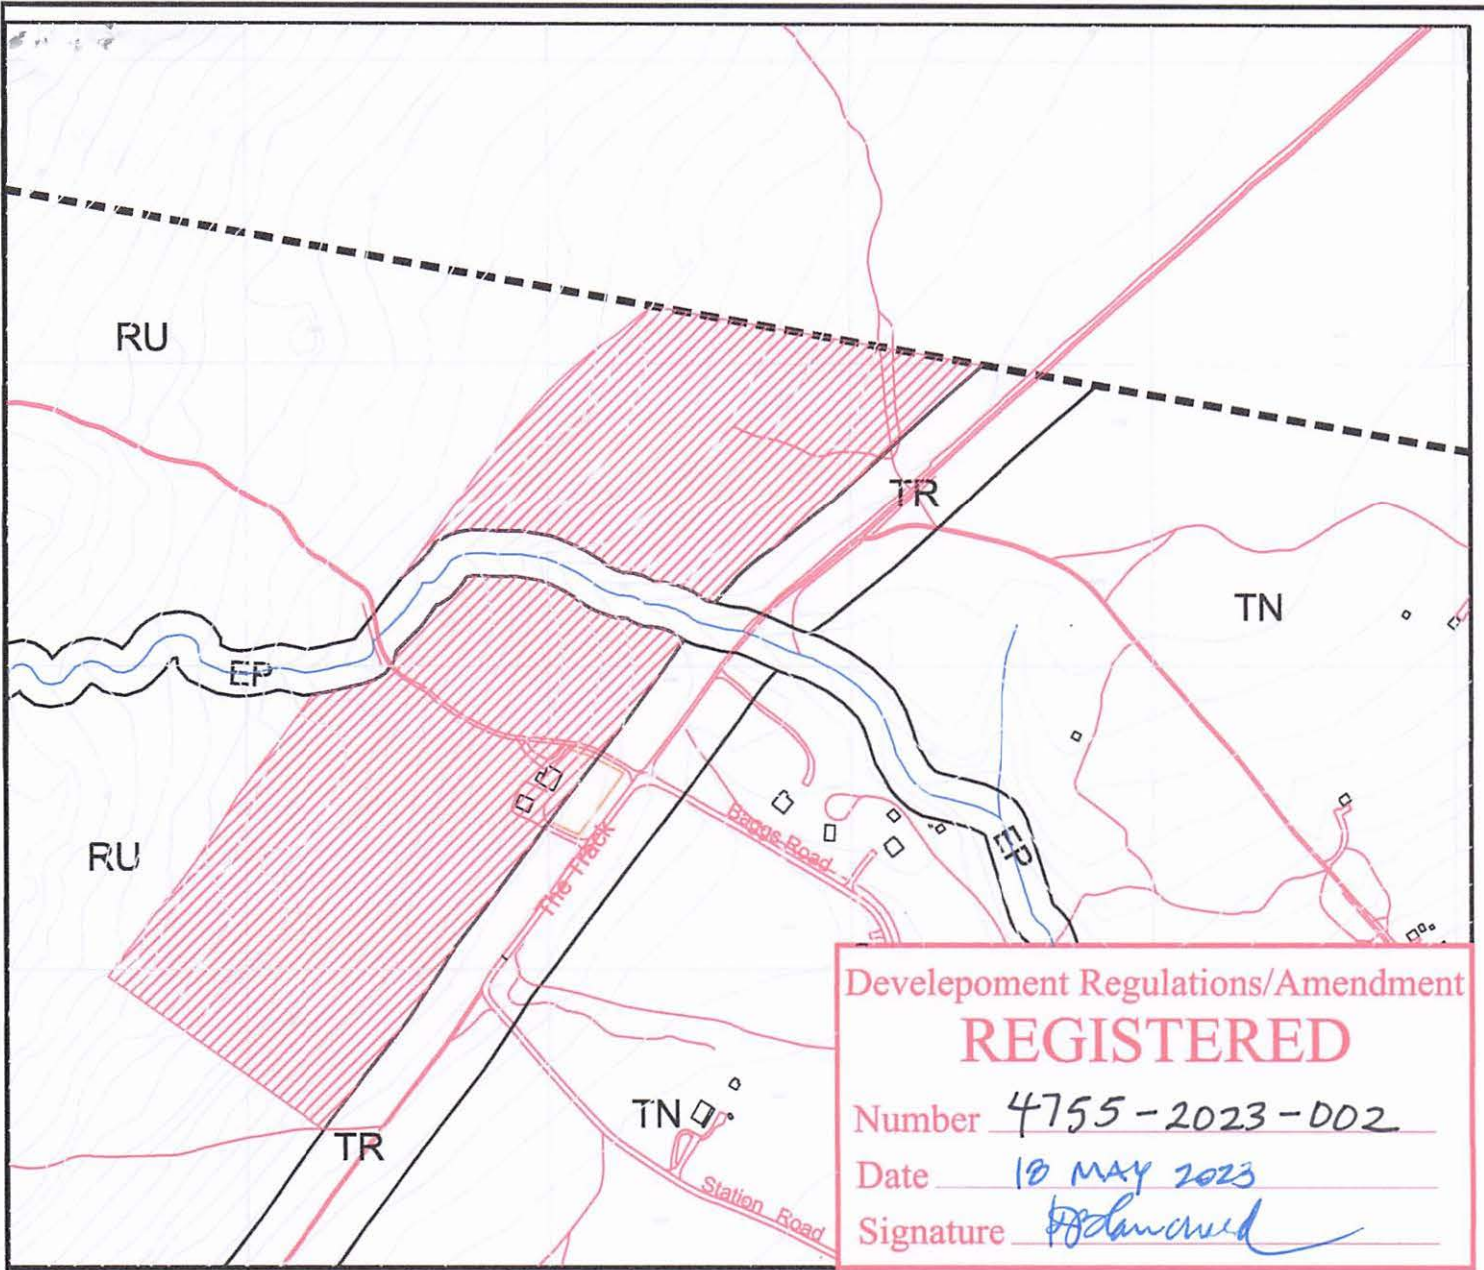 RU
TR
TN
EP
RU
Baggs Road
EP
The Track
TN
TR
Station Road
Develepoment Regulations/Amendment
REGISTERED
Number 4755-2023-002
Date 18 MAY 2023
Signature